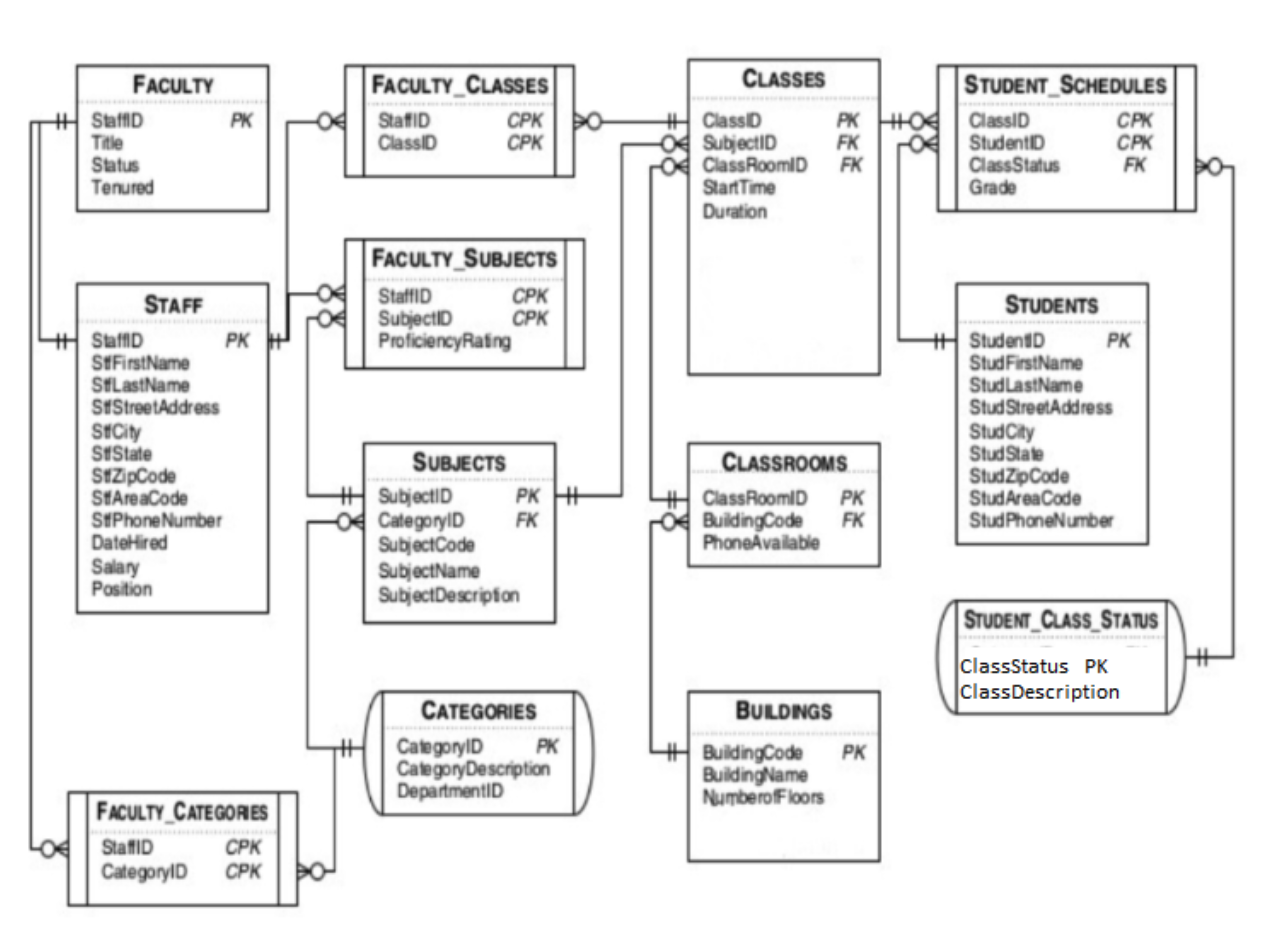 FACULTY
StaffID PK
Title
Status
Tenured
FACULTY_CLASSES
StaffID CPK
ClassID CPK
CLASSES
ClassID PK
SubjectID FK
ClassRoomID FK
StartTime
Duration
STUDENT_SCHEDULES
ClassID CPK
StudentID CPK
ClassStatus FK
Grade
FACULTY_SUBJECTS
StaffID CPK
SubjectID CPK
ProficiencyRating
STAFF
StaffID PK
StfFirstName
StfLastName
StfStreetAddress
StfCity
StfState
StfZipCode
StfAreaCode
StfPhoneNumber
DateHired
Salary
Position
STUDENTS
StudentID PK
StudFirstName
StudLastName
StudStreetAddress
StudCity
StudState
StudZipCode
StudAreaCode
StudPhoneNumber
SUBJECTS
SubjectID PK
CategoryID FK
SubjectCode
SubjectName
SubjectDescription
CLASSROOMS
ClassRoomID PK
BuildingCode FK
PhoneAvailable
STUDENT_CLASS_STATUS
ClassStatus PK
ClassDescription
CATEGORIES
CategoryID PK
CategoryDescription
DepartmentID
BUILDINGS
BuildingCode PK
BuildingName
NumberofFloors
FACULTY_CATEGORIES
StaffID CPK
CategoryID CPK